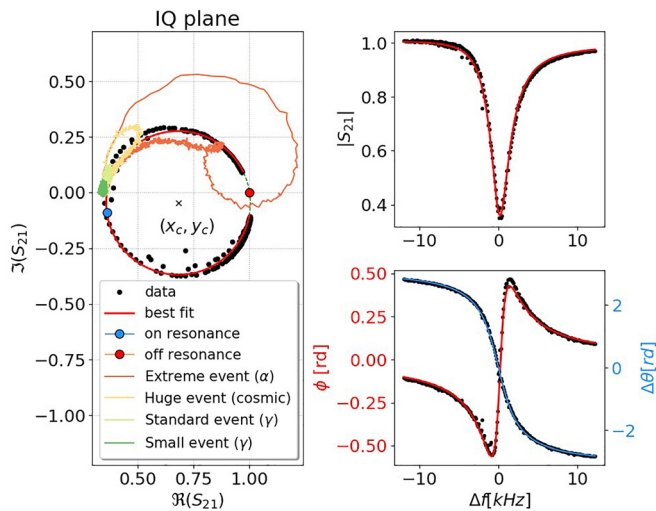 IQ plane
0.50
0.25
0.00
−0.25
−0.50
−0.75
−1.00
ℑ(S21)
(xc, yc)
data
best fit
on resonance
off resonance
Extreme event (α)
Huge event (cosmic)
Standard event (γ)
Small event (γ)
0.50 0.75 1.00
ℜ(S21)
1.0
0.8
0.6
0.4
|S21|
−10 0 10
0.50
0.25
0.00
−0.25
−0.50
ϕ [rd]
2
0
−2
Δθ[rd]
−10 0 10
Δf[kHz]